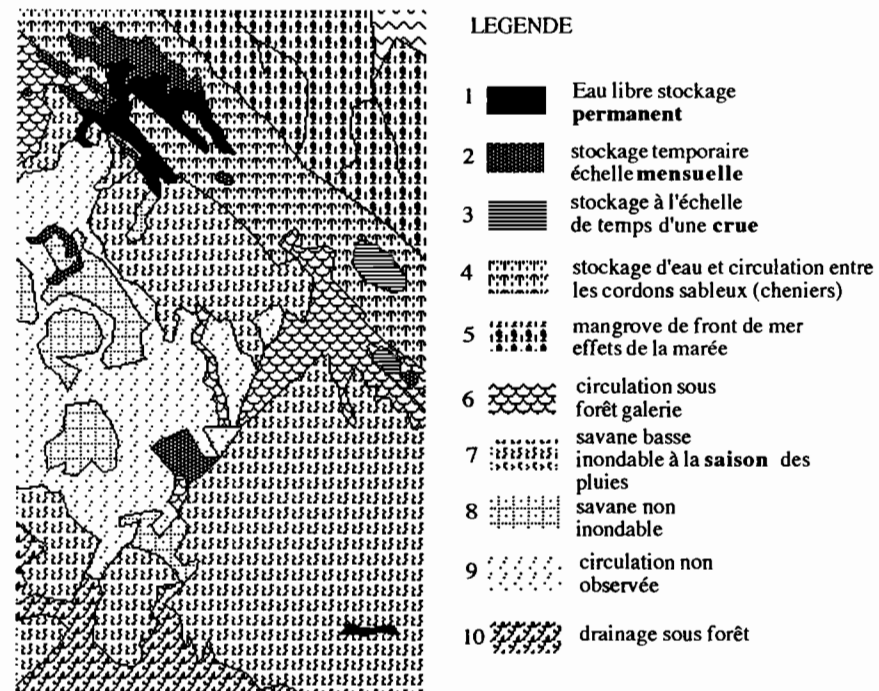 LEGENDE
1 Eau libre stockage
permanent
2 stockage temporaire
échelle mensuelle
3 stockage à l'échelle
de temps d'une crue
4 stockage d'eau et circulation entre
les cordons sableux (cheniers)
5 mangrove de front de mer
effets de la marée
6 circulation sous
forêt galerie
7 savane basse
inondable à la saison des
pluies
8 savane non
inondable
9 circulation non
observée
10 drainage sous forêt